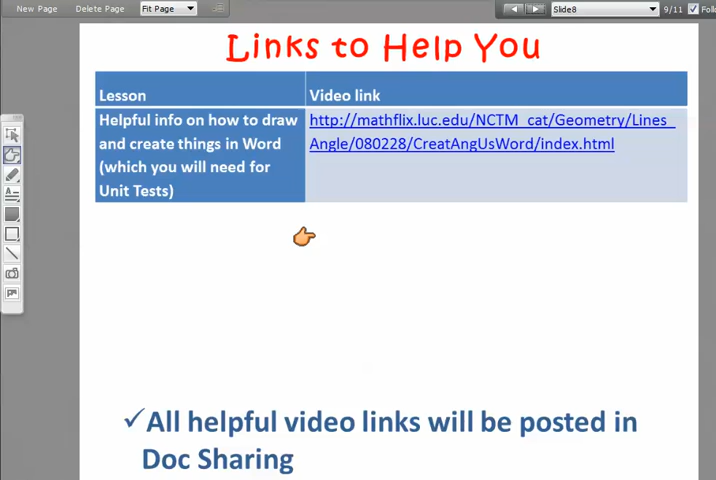 New Page Delete Page Fit Page Slide8 9/11 Follo
Links to Help You
Lesson Video link
Helpful info on how to draw http://mathflix.luc.edu/NCTM_cat/Geometry/Lines_
and create things in Word Angle/080228/CreatAngUsWord/index.html
(which you will need for
Unit Tests)
All helpful video links will be posted in
Doc Sharing